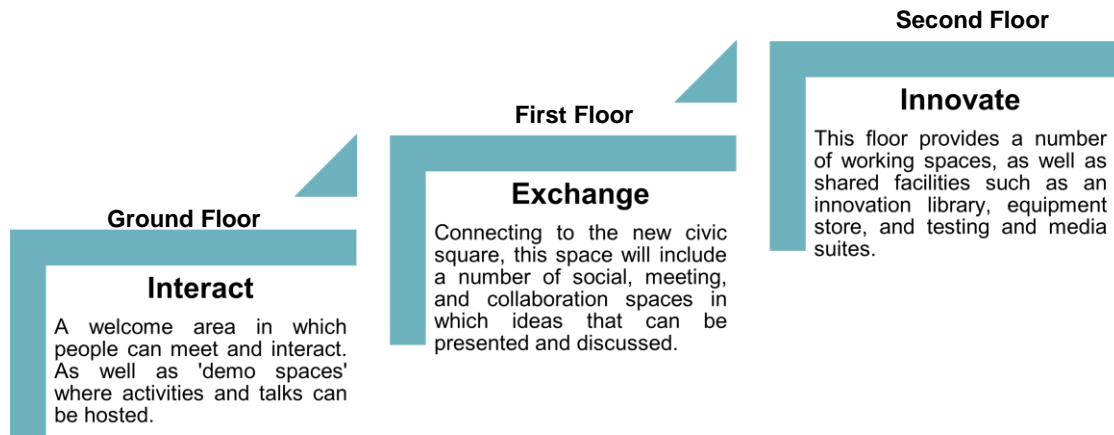 Ground Floor
Interact
A welcome area in which
people can meet and interact.
As well as 'demo spaces'
where activities and talks can
be hosted.
First Floor
Exchange
Connecting to the new civic
square, this space will include
a number of social, meeting,
and collaboration spaces in
which ideas that can be
presented and discussed.
Second Floor
Innovate
This floor provides a number
of working spaces, as well as
shared facilities such as an
innovation library, equipment
store, and testing and media
suites.